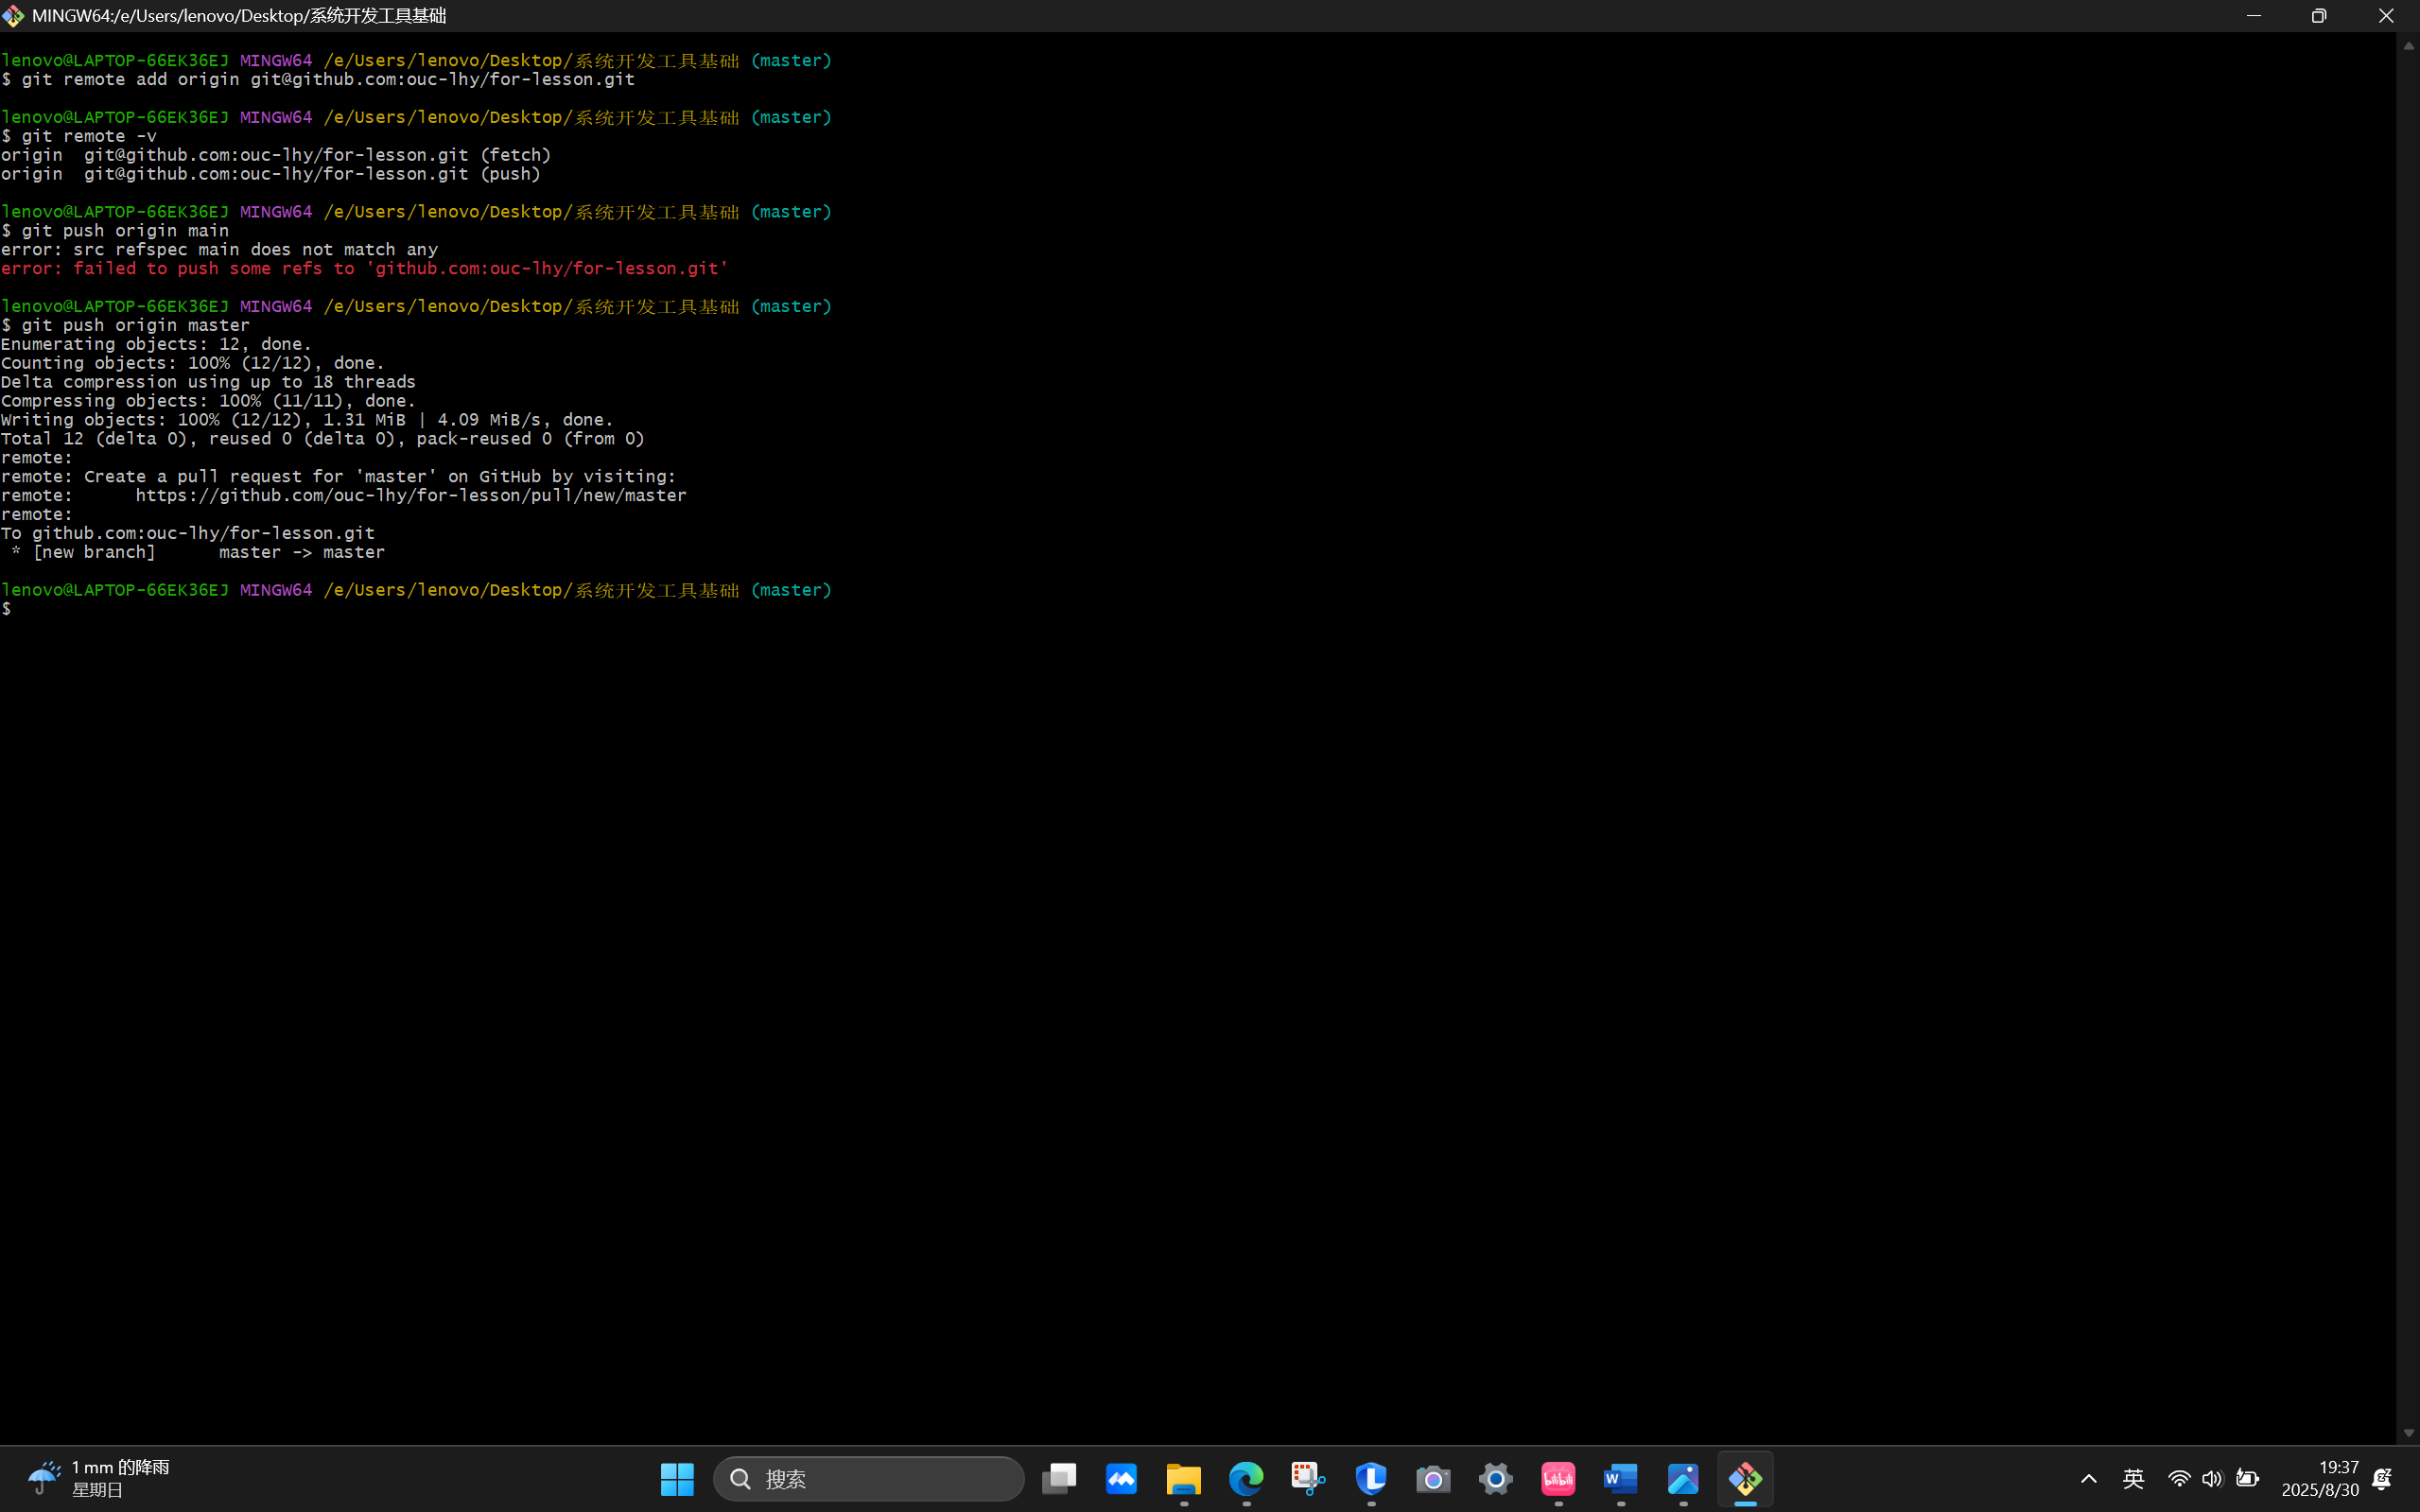 MINGW64:/e/Users/lenovo/Desktop/系统开发工具基础
lenovo@LAPTOP-66EK36EJ MINGW64 /e/Users/lenovo/Desktop/系统开发工具基础 (master)
$ git remote add origin git@github.com:ouc-lhy/for-lesson.git
lenovo@LAPTOP-66EK36EJ MINGW64 /e/Users/lenovo/Desktop/系统开发工具基础 (master)
$ git remote -v
origin  git@github.com:ouc-lhy/for-lesson.git (fetch)
origin  git@github.com:ouc-lhy/for-lesson.git (push)
lenovo@LAPTOP-66EK36EJ MINGW64 /e/Users/lenovo/Desktop/系统开发工具基础 (master)
$ git push origin main
error: src refspec main does not match any
error: failed to push some refs to 'github.com:ouc-lhy/for-lesson.git'
lenovo@LAPTOP-66EK36EJ MINGW64 /e/Users/lenovo/Desktop/系统开发工具基础 (master)
$ git push origin master
Enumerating objects: 12, done.
Counting objects: 100% (12/12), done.
Delta compression using up to 18 threads
Compressing objects: 100% (11/11), done.
Writing objects: 100% (12/12), 1.31 MiB | 4.09 MiB/s, done.
Total 12 (delta 0), reused 0 (delta 0), pack-reused 0 (from 0)
remote:
remote: Create a pull request for 'master' on GitHub by visiting:
remote:      https://github.com/ouc-lhy/for-lesson/pull/new/master
remote:
To github.com:ouc-lhy/for-lesson.git
 * [new branch]      master -> master
lenovo@LAPTOP-66EK36EJ MINGW64 /e/Users/lenovo/Desktop/系统开发工具基础 (master)
$
1 mm 的降雨
星期日
搜索
bilibili
W
英
19:37
2025/8/30